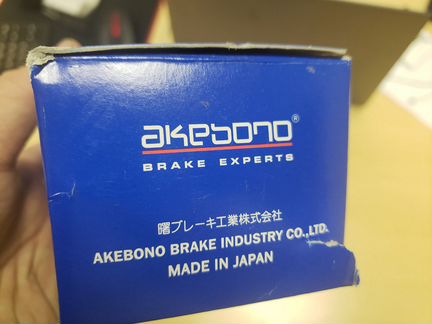 akebono®
BRAKE EXPERTS
曙ブレーキ工業株式会社
AKEBONO BRAKE INDUSTRY CO.,LTD.
MADE IN JAPAN